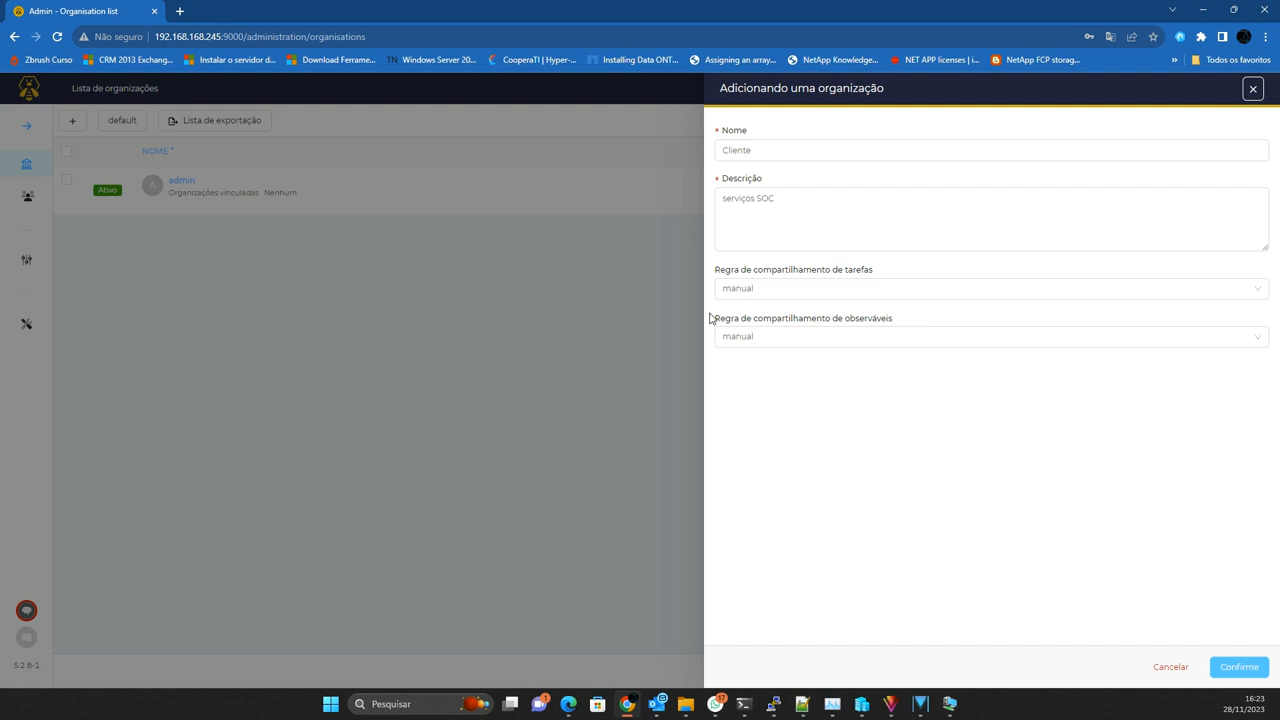 Admin - Organisation list
Não seguro
192.168.168.245:9000/administration/organisations
Zbrush Curso
CRM 2013 Exchang...
Instalar o servidor d...
Download Ferrame...
TN Windows Server 20...
CooperaTI | Hyper-...
Installing Data ONT...
Assigning an array...
NetApp Knowledge...
NET APP licenses | i...
NetApp FCP storag...
»
Todos os favoritos
Lista de organizações
Adicionando uma organização
+
default
Lista de exportação
NOME
Ativo
A
admin
Organizações vinculadas Nenhum
* Nome
Cliente
* Descrição
serviços SOC
Regra de compartilhamento de tarefas
manual
Regra de compartilhamento de observáveis
manual
5.2.8-1
Cancelar
Confirme
Pesquisar
1
17
16:23
28/11/2023